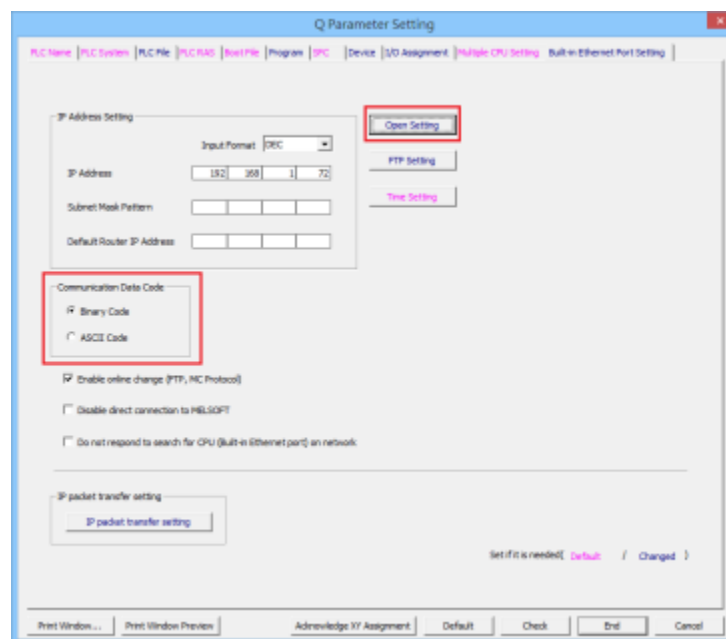 Q Parameter Setting
PLC Name PLC System PLC File PLC RAS Boot File Program SFC Device I/O Assignment Multiple CPU Setting Built-in Ethernet Port Setting
IP Address Setting
Open Setting
Input Format DEC
FTP Setting
IP Address 192 168 1 72
Time Setting
Subnet Mask Pattern
Default Router IP Address
Communication Data Code
Binary Code
ASCII Code
Enable online change (FTP, MC Protocol)
Disable direct connection to MELSOFT
Do not respond to search for CPU (Built-in Ethernet port) on network
IP packet transfer setting
IP packet transfer setting
Set if it is needed( Default / Changed )
Print Window... Print Window Preview Acknowledge XY Assignment Default Check End Cancel